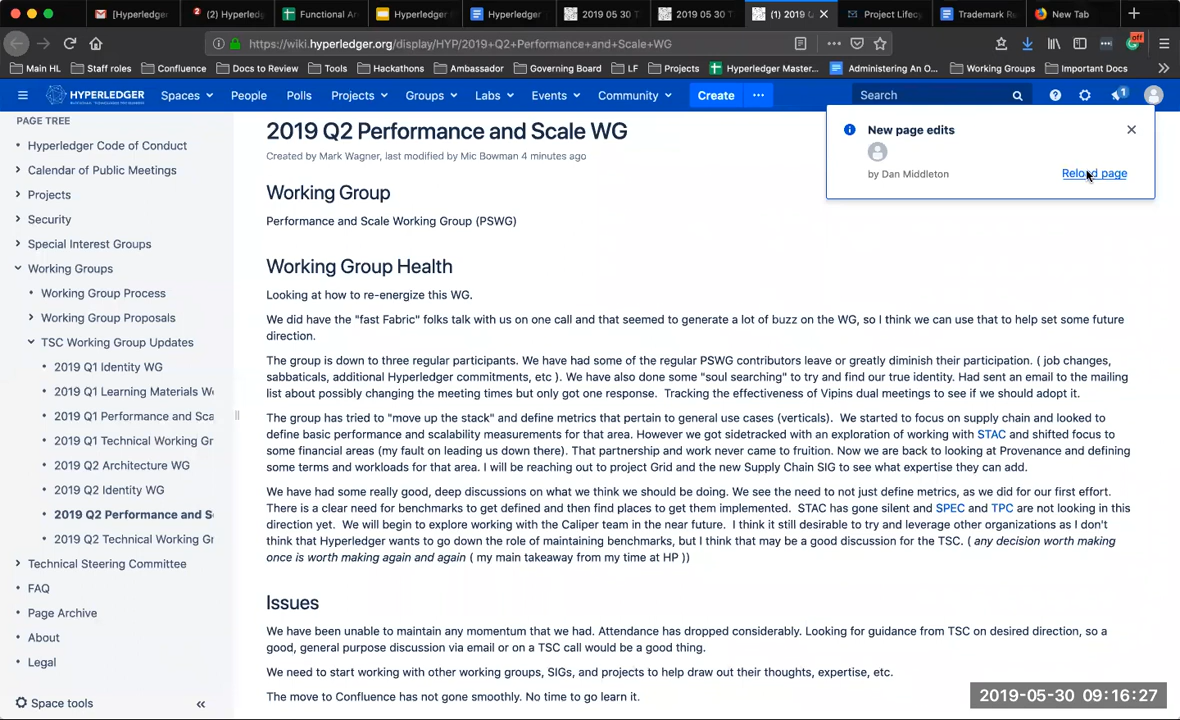 [Hyperledger
(2) Hyperled
Functional An
Hyperledger
Hyperledger
2019 05 30 T
2019 05 30 T
(1) 2019 Q
Project Lifec
Trademark Re
New Tab
https://wiki.hyperledger.org/display/HYP/2019+Q2+Performance+and+Scale+WG
off
Main HL
Staff roles
Confluence
Docs to Review
Tools
Hackathons
Ambassador
Governing Board
LF
Projects
Hyperledger Master...
Administering An O...
Working Groups
Important Docs
HYPERLEDGER
Spaces
People
Polls
Projects
Groups
Labs
Events
Community
Create
Search
1
PAGE TREE
Hyperledger Code of Conduct
Calendar of Public Meetings
Projects
Security
Special Interest Groups
Working Groups
Working Group Process
Working Group Proposals
TSC Working Group Updates
2019 Q1 Identity WG
2019 Q1 Learning Materials Wo
2019 Q1 Performance and Sca
2019 Q1 Technical Working Gr
2019 Q2 Architecture WG
2019 Q2 Identity WG
2019 Q2 Performance and S
2019 Q2 Technical Working Gr
Technical Steering Committee
FAQ
Page Archive
About
Legal
Space tools
New page edits
by Dan Middleton
Reload page
2019 Q2 Performance and Scale WG
Created by Mark Wagner, last modified by Mic Bowman 4 minutes ago
Working Group
Performance and Scale Working Group (PSWG)
Working Group Health
Looking at how to re-energize this WG.
We did have the "fast Fabric" folks talk with us on one call and that seemed to generate a lot of buzz on the WG, so I think we can use that to help set some future
direction.
The group is down to three regular participants. We have had some of the regular PSWG contributors leave or greatly diminish their participation. ( job changes,
sabbaticals, additional Hyperledger commitments, etc ). We have also done some "soul searching" to try and find our true identity. Had sent an email to the mailing
list about possibly changing the meeting times but only got one response. Tracking the effectiveness of Vipins dual meetings to see if we should adopt it.
The group has tried to "move up the stack" and define metrics that pertain to general use cases (verticals). We started to focus on supply chain and looked to
define basic performance and scalability measurements for that area. However we got sidetracked with an exploration of working with STAC and shifted focus to
some financial areas (my fault on leading us down there). That partnership and work never came to fruition. Now we are back to looking at Provenance and defining
some terms and workloads for that area. I will be reaching out to project Grid and the new Supply Chain SIG to see what expertise they can add.
We have had some really good, deep discussions on what we think we should be doing. We see the need to not just define metrics, as we did for our first effort.
There is a clear need for benchmarks to get defined and then find places to get them implemented. STAC has gone silent and SPEC and TPC are not looking in this
direction yet. We will begin to explore working with the Caliper team in the near future. I think it still desirable to try and leverage other organizations as I don't
think that Hyperledger wants to go down the role of maintaining benchmarks, but I think that may be a good discussion for the TSC. ( any decision worth making
once is worth making again and again ( my main takeaway from my time at HP ))
Issues
We have been unable to maintain any momentum that we had. Attendance has dropped considerably. Looking for guidance from TSC on desired direction, so a
good, general purpose discussion via email or on a TSC call would be a good thing.
We need to start working with other working groups, SIGs, and projects to help draw out their thoughts, expertise, etc.
The move to Confluence has not gone smoothly. No time to go learn it.
2019-05-30 09:16:27